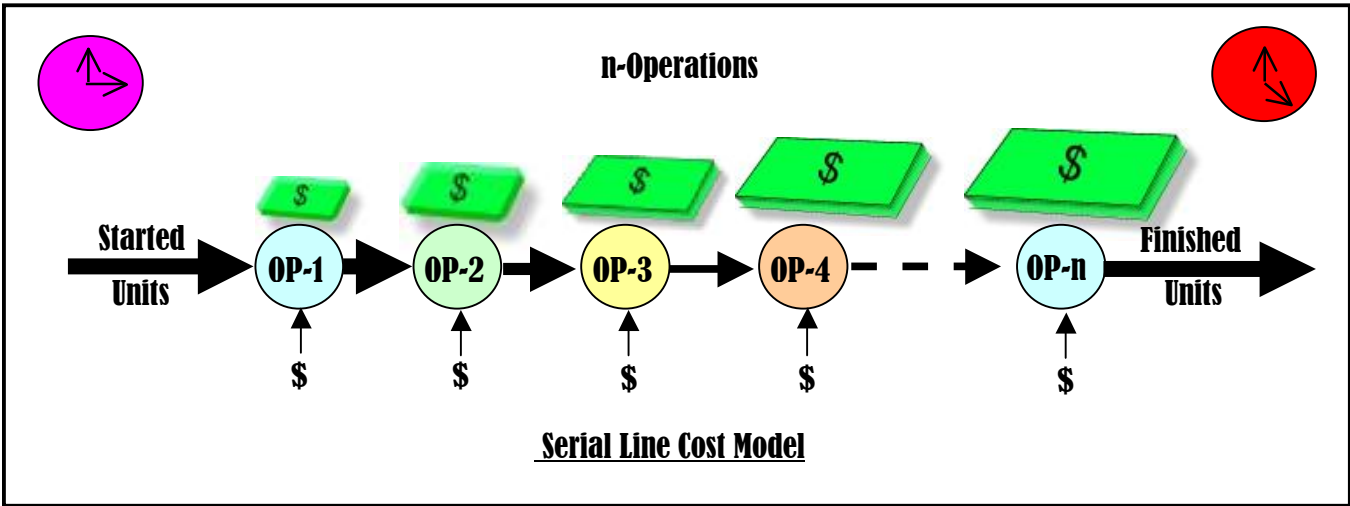 n-Operations
$ $ $ $ $
Started
Units
OP-1 OP-2 OP-3 OP-4 OP-n
Finished
Units
$ $ $ $ $
Serial Line Cost Model